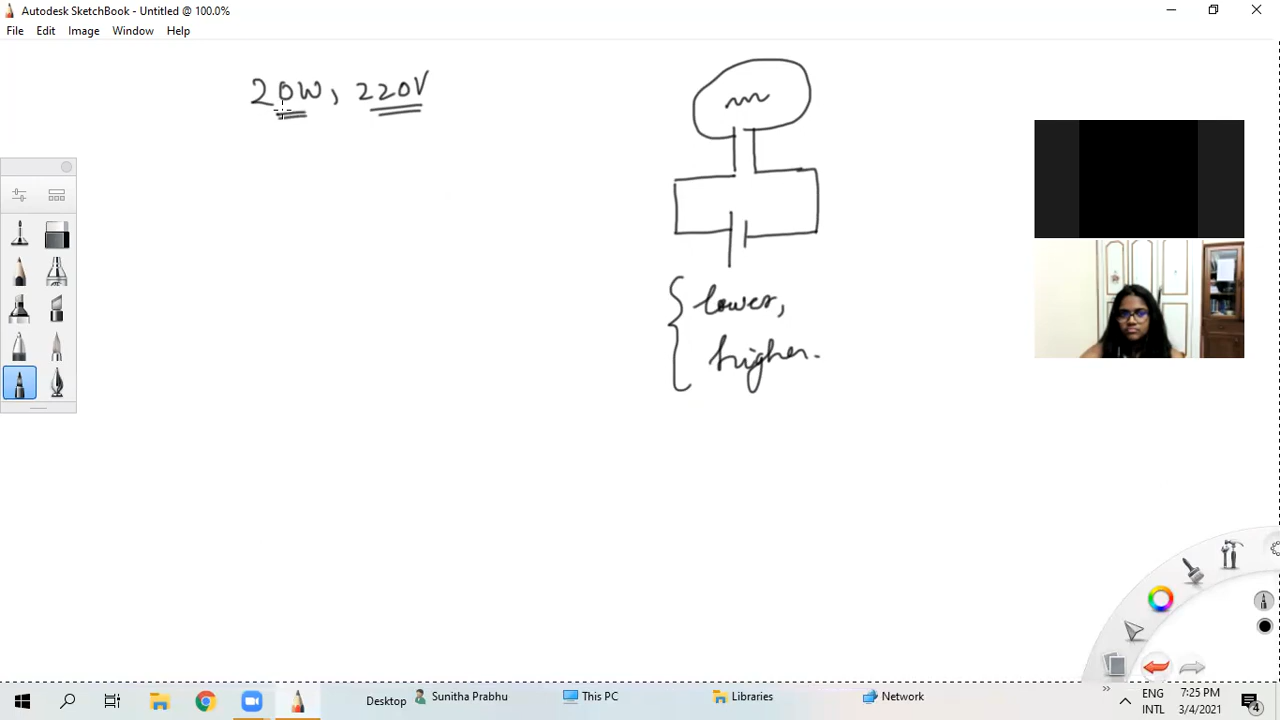 Autodesk SketchBook - Untitled @ 100.0%
File Edit Image Window Help
20W, 220V
lower,
higher.
Desktop
Sunitha Prabhu
This PC
Libraries
Network
ENG
INTL
7:25 PM
3/4/2021
4